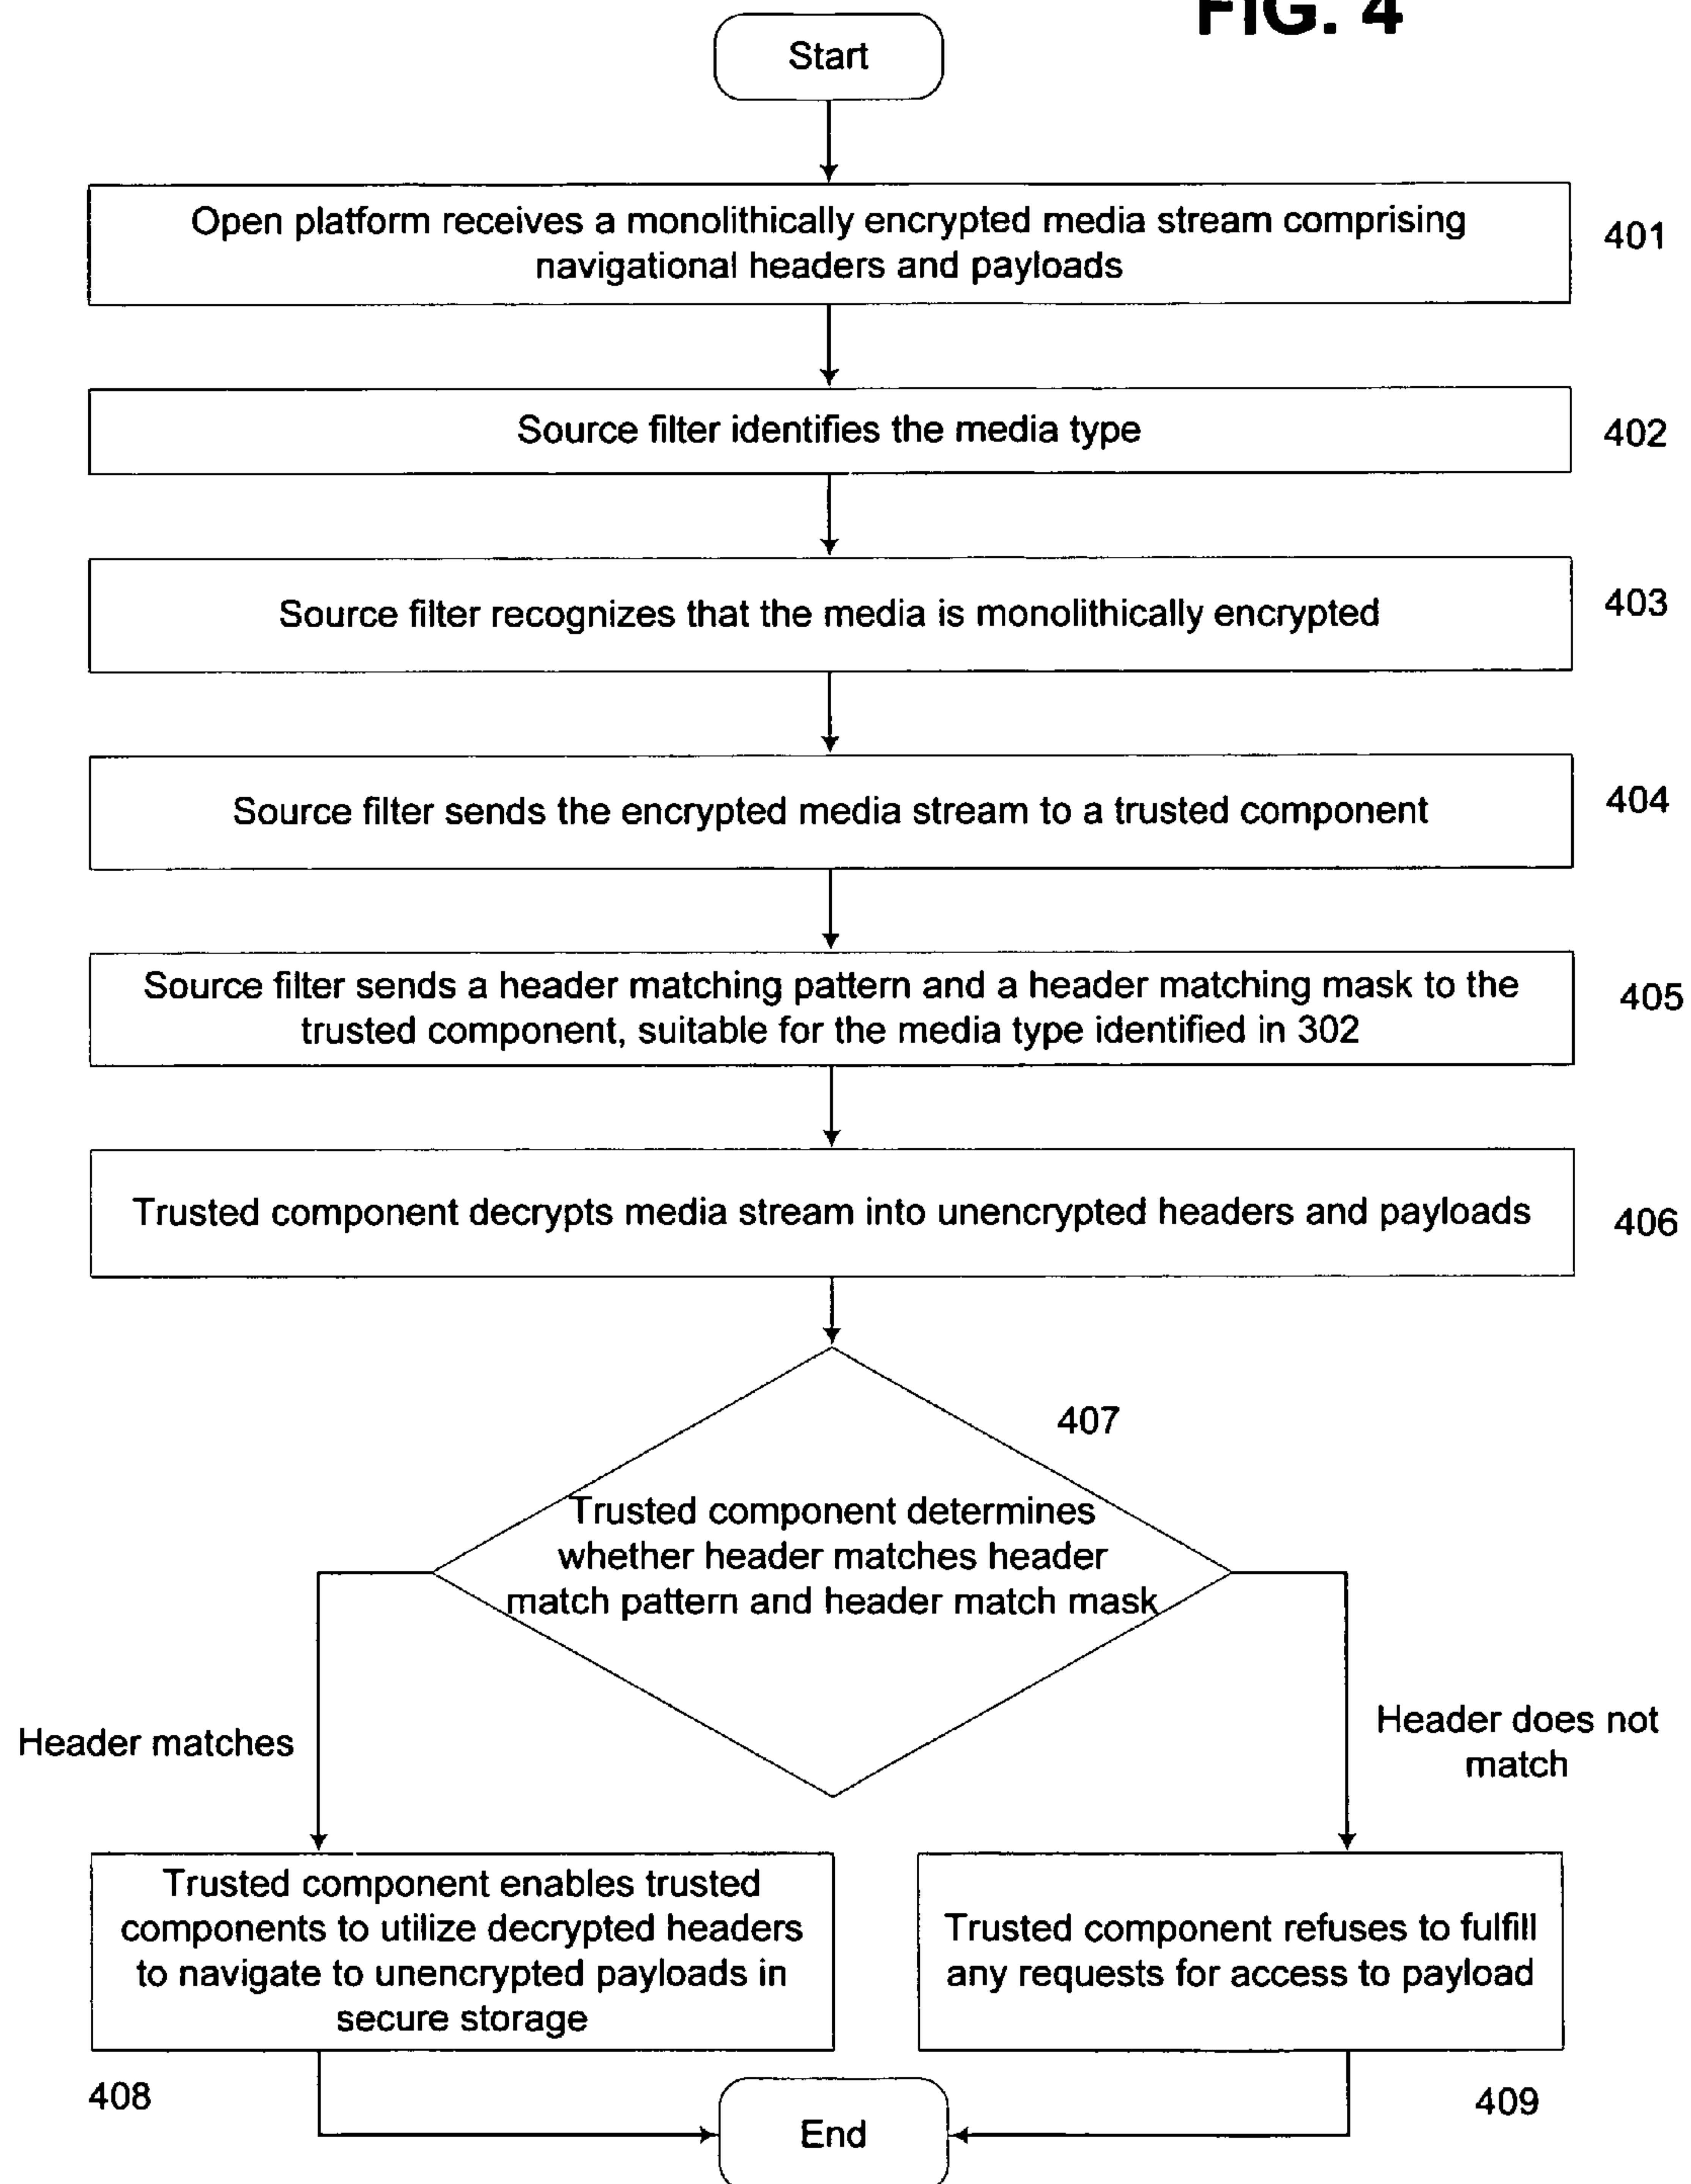 FIG. 4
Start
Open platform receives a monolithically encrypted media stream comprising
navigational headers and payloads
401
Source filter identifies the media type
402
Source filter recognizes that the media is monolithically encrypted
403
Source filter sends the encrypted media stream to a trusted component
404
Source filter sends a header matching pattern and a header matching mask to the
trusted component, suitable for the media type identified in 302
405
Trusted component decrypts media stream into unencrypted headers and payloads
406
407
Trusted component determines
whether header matches header
match pattern and header match mask
Header matches
Header does not
match
Trusted component enables trusted
components to utilize decrypted headers
to navigate to unencrypted payloads in
secure storage
Trusted component refuses to fulfill
any requests for access to payload
408
409
End